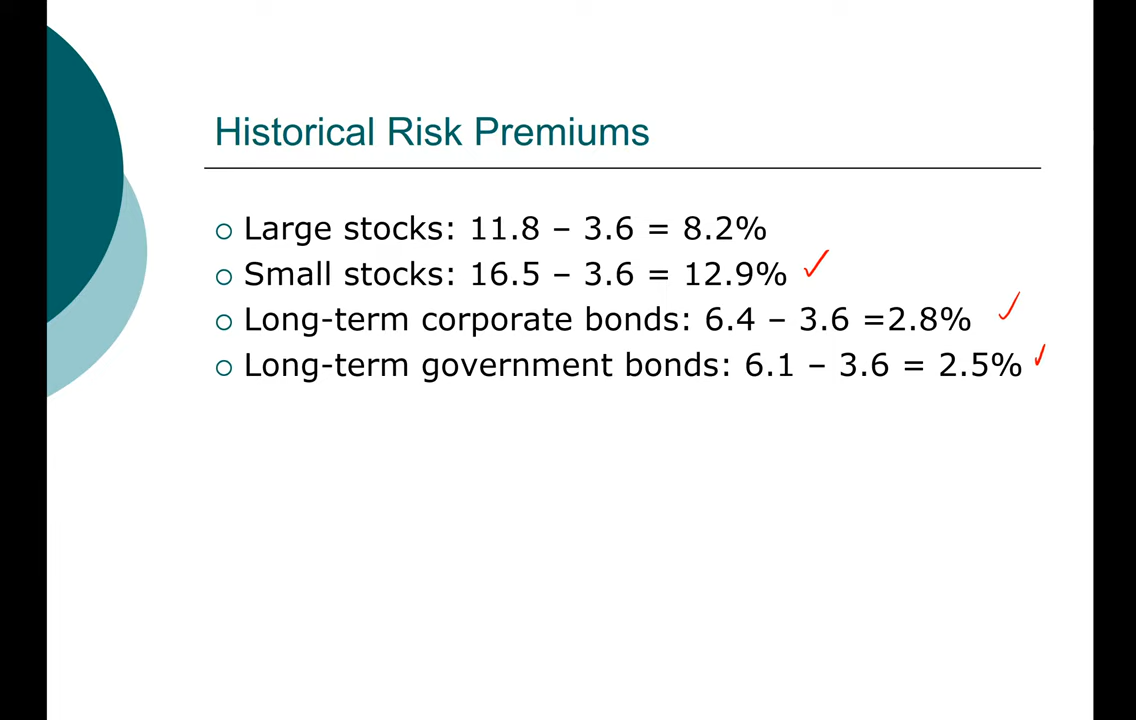 Historical Risk Premiums
Large stocks: 11.8 – 3.6 = 8.2%
Small stocks: 16.5 – 3.6 = 12.9%
Long-term corporate bonds: 6.4 – 3.6 =2.8%
Long-term government bonds: 6.1 – 3.6 = 2.5%